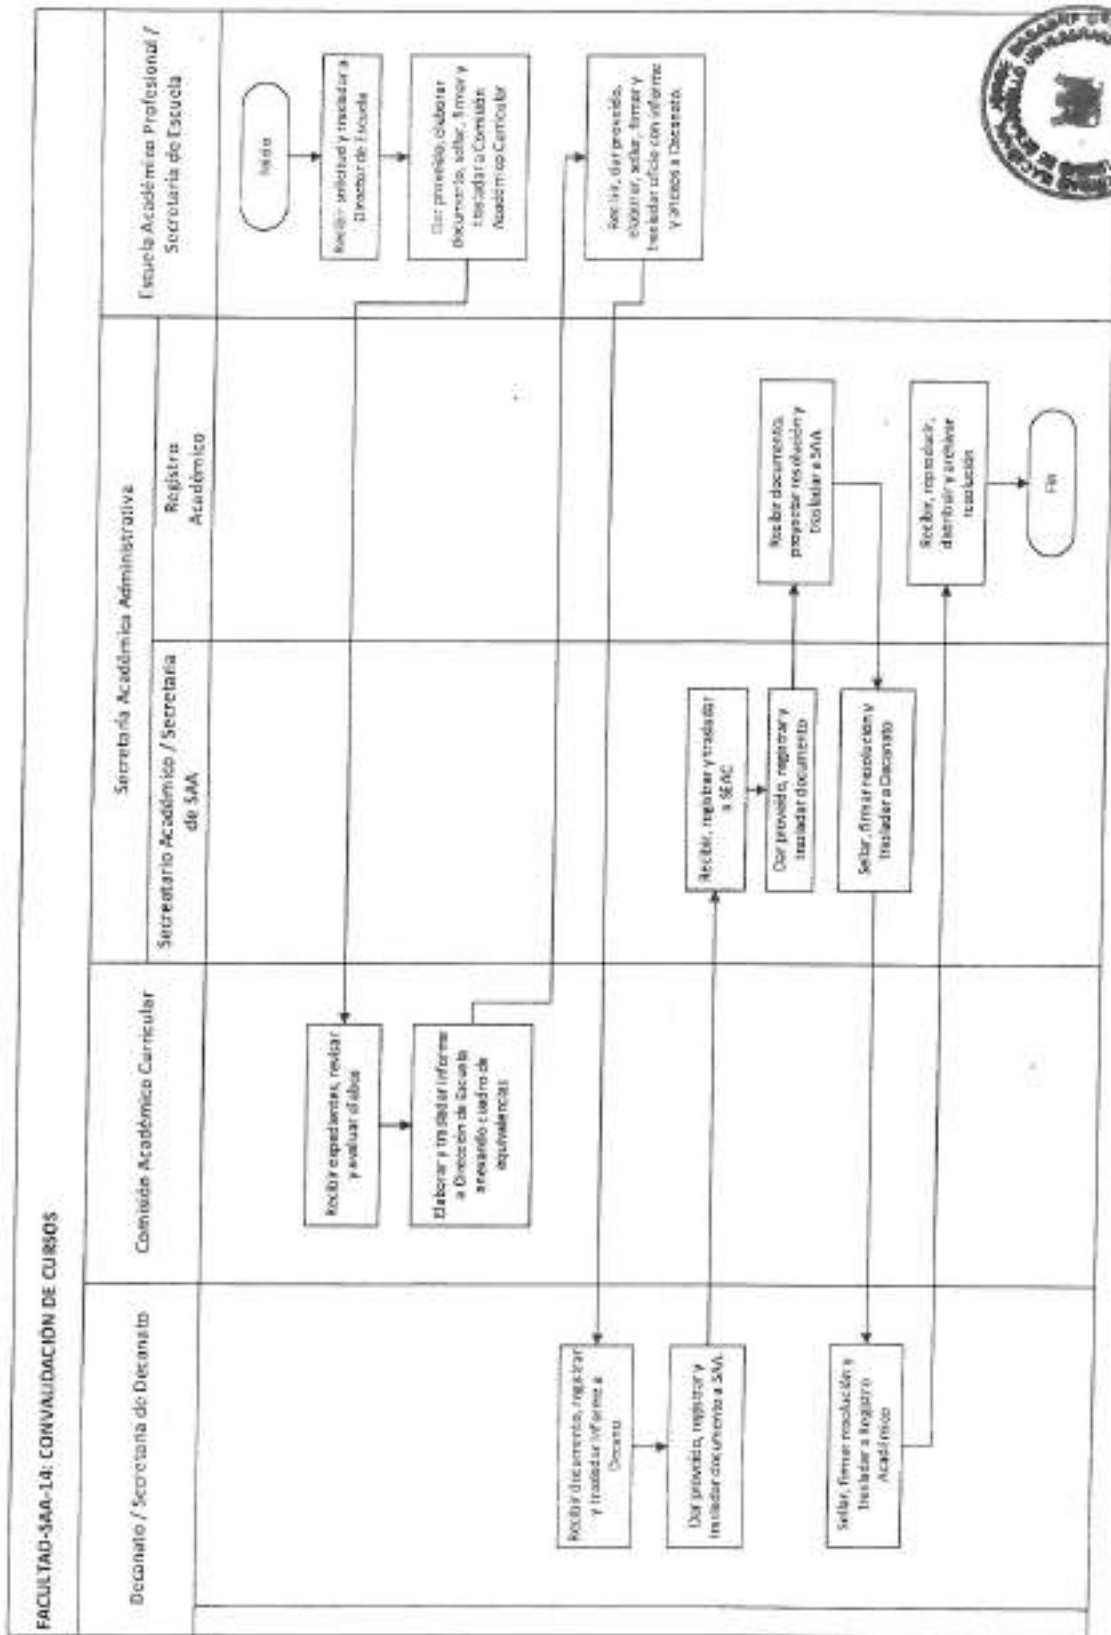 FACULTAD-SAA-14: CONVALIDACIÓN DE CURSOS
Decanato / Secretaria de Decanato
Comisión Académico Curricular
Secretaría Académica Administrativa
Secreatario Académico / Secretaria
de SAA
Registro
Académico
Escuela Académico Profesional /
Secretaria de Escuela
Inicio
Recibir solicitud y trasladar a
Director de Escuela
Dar proveido, elaborar
documento, sellar, firmar y
trasladar a Comisión
Académico Curricular
Recibir expedientes, revisar
y evaluar sílabos
Elaborar y trasladar informe
a Dirección de Escuela
anexando cuadro de
equivalencias
Recibir, dar proveido,
elaborar, sellar, firmar y
trasladar oficio con informe
y anexos a Decanato
Recibir documento, registrar
y trasladar informe a
Decano
Dar proveido, registrar y
trasladar documento a SAA
Recibir, registrar y trasladar
a SEAC
Dar proveido, registrar y
trasladar documento
Recibir documento,
proyectar resolución y
trasladar a SAA
Sellar, firmar resolución y
trasladar a Decanato
Sellar, firmar resolución y
trasladar a Registro
Académico
Recibir, reproducir,
distribuir y archivar
resolución
Fin